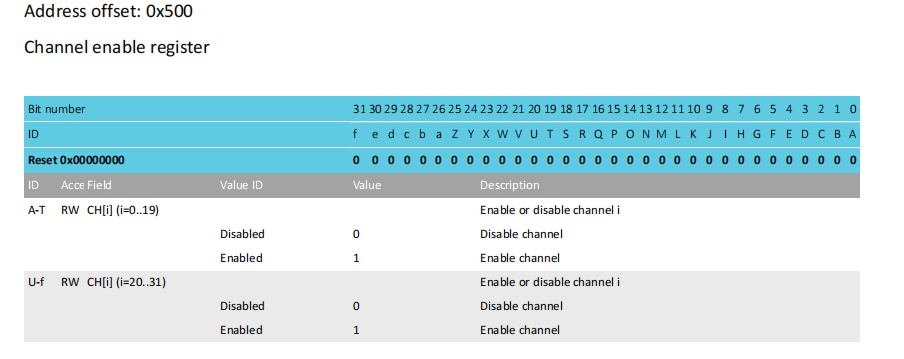 Address offset: 0x500
Channel enable register
Bit number 31 30 29 28 27 26 25 24 23 22 21 20 19 18 17 16 15 14 13 12 11 10 9 8 7 6 5 4 3 2 1 0
ID f e d c b a Z Y X W V U T S R Q P O N M L K J I H G F E D C B A
Reset 0x00000000 0 0 0 0 0 0 0 0 0 0 0 0 0 0 0 0 0 0 0 0 0 0 0 0 0 0 0 0 0 0 0 0
ID Acce Field Value ID Value Description
A-T RW CH[i] (i=0..19) Enable or disable channel i
Disabled 0 Disable channel
Enabled 1 Enable channel
U-f RW CH[i] (i=20..31) Enable or disable channel i
Disabled 0 Disable channel
Enabled 1 Enable channel